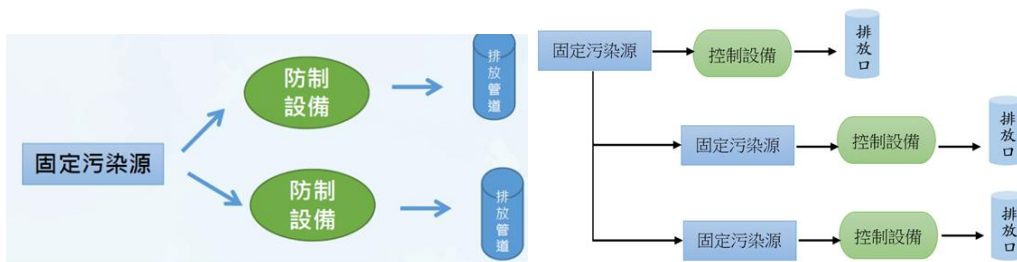 固定污染源
防制
設備
排放管道
防制
設備
排放管道
固定污染源
控制設備
排放口
固定污染源
控制設備
排放口
固定污染源
控制設備
排放口